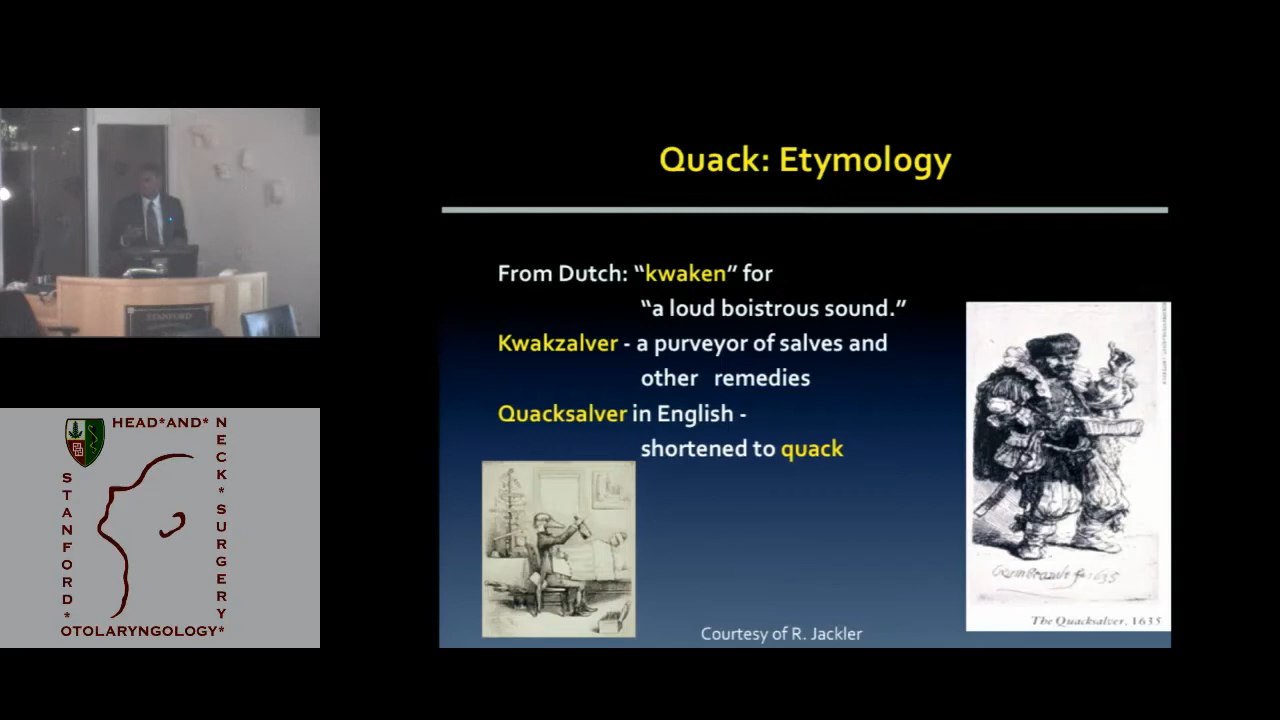 Quack: Etymology
From Dutch: “kwaken” for
“a loud boistrous sound.”
Kwakzalver - a purveyor of salves and
other remedies
Quacksalver in English -
shortened to quack
The Quacksalver, 1635
Courtesy of R. Jackler
STANFORD
HEAD*AND*
NECK*SURGERY
STANFORD*
OTOLARYNGOLOGY*